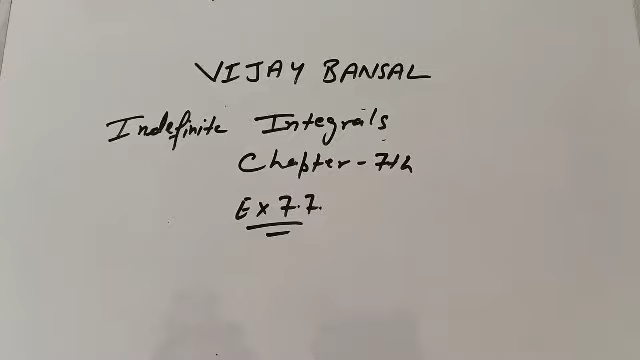 VIJAY BANSAL
Indefinite Integrals
Chapter - 7th
Ex 7.7.